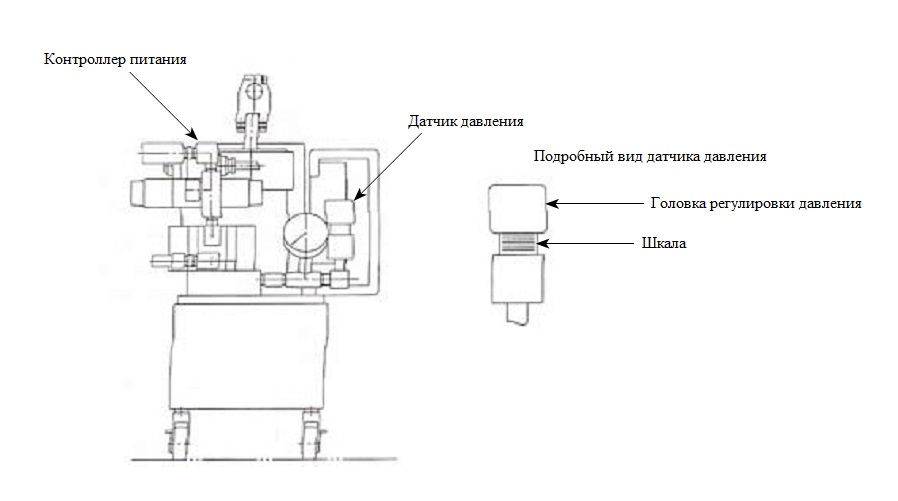 Контроллер питания
Датчик давления
Подробный вид датчика давления
Головка регулировки давления
Шкала